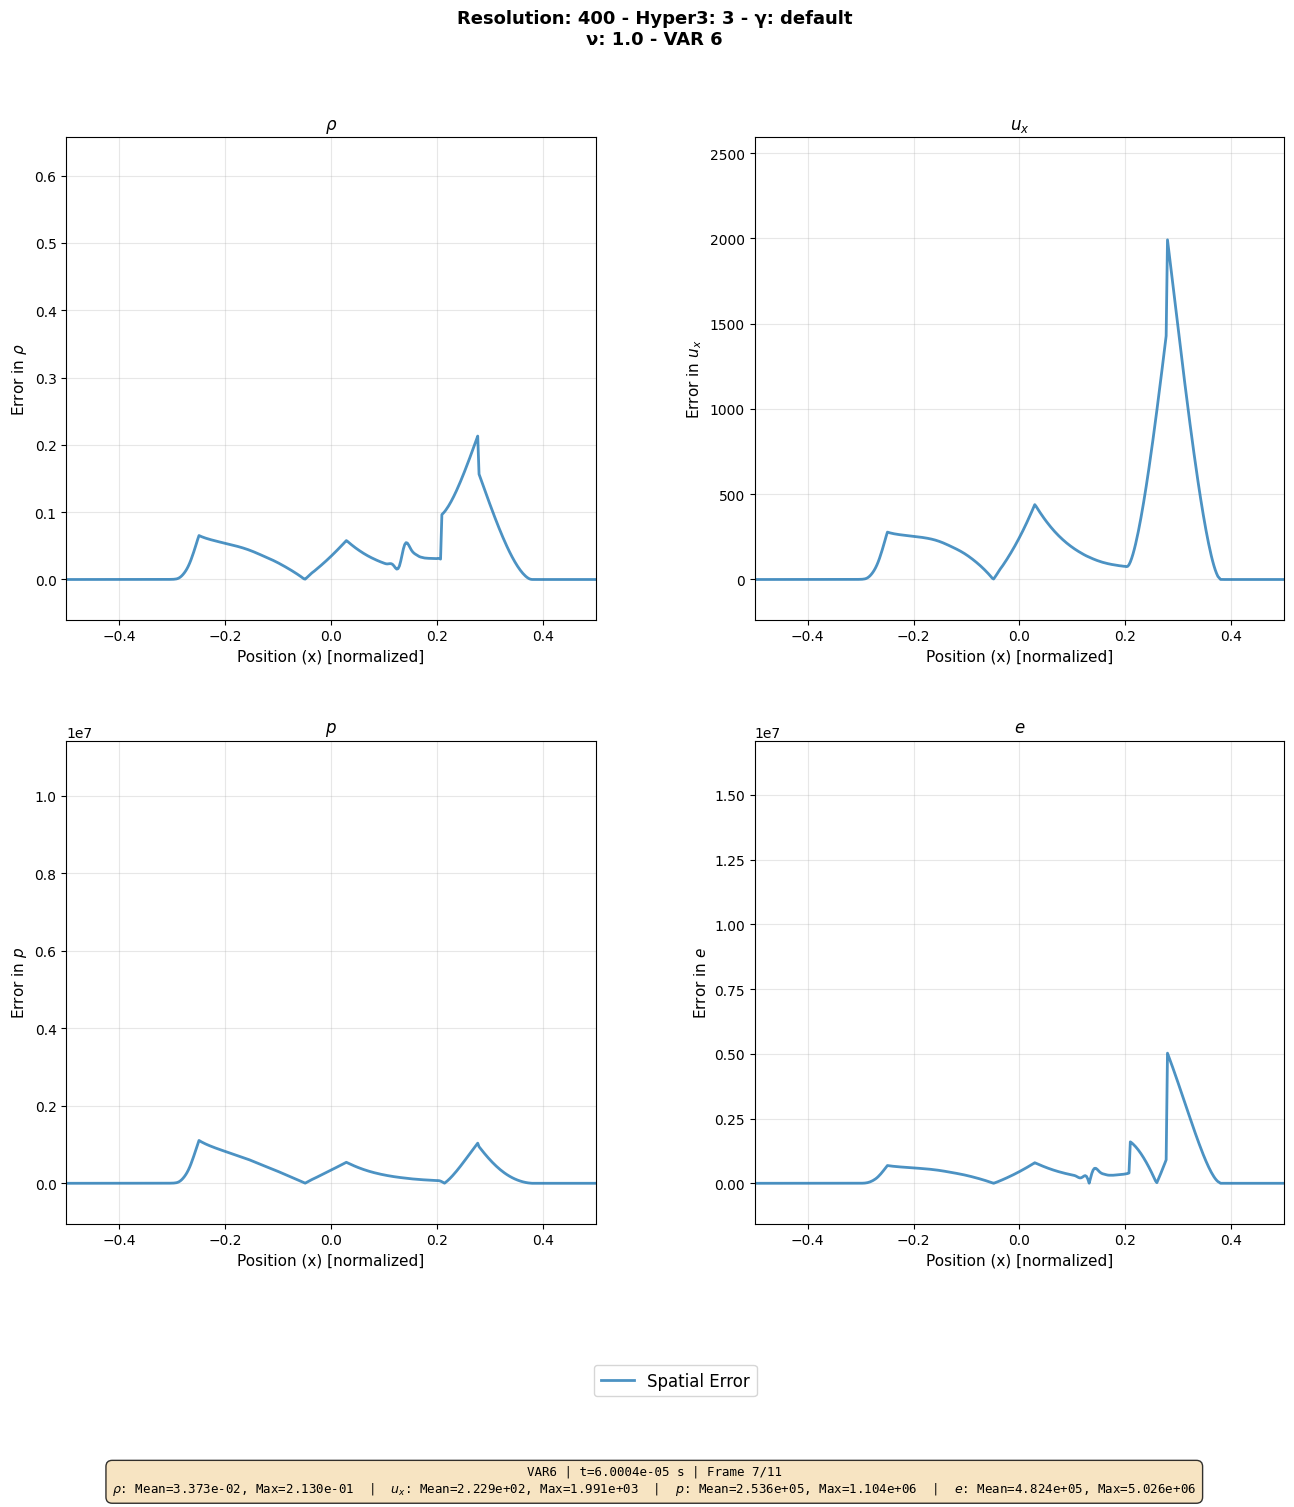 Resolution: 400 - Hyper3: 3 - γ: default
ν: 1.0 - VAR 6
ρ
Error in ρ
0.6
0.5
0.4
0.3
0.2
0.1
0.0
−0.4 −0.2 0.0 0.2 0.4
Position (x) [normalized]
u_x
Error in u_x
2500
2000
1500
1000
500
0
−0.4 −0.2 0.0 0.2 0.4
Position (x) [normalized]
p
1e7
Error in p
1.0
0.8
0.6
0.4
0.2
0.0
−0.4 −0.2 0.0 0.2 0.4
Position (x) [normalized]
e
1e7
Error in e
1.50
1.25
1.00
0.75
0.50
0.25
0.00
−0.4 −0.2 0.0 0.2 0.4
Position (x) [normalized]
Spatial Error
VAR6 | t=6.0004e-05 s | Frame 7/11
ρ: Mean=3.373e-02, Max=2.130e-01 | u_x: Mean=2.229e+02, Max=1.991e+03 | p: Mean=2.536e+05, Max=1.104e+06 | e: Mean=4.824e+05, Max=5.026e+06